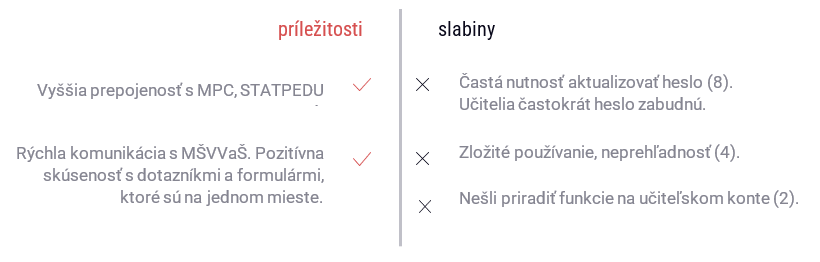 príležitosti
Vyššia prepojenosť s MPC, STATPEDU
Rýchla komunikácia s MŠVVaŠ. Pozitívna
skúsenosť s dotazníkmi a formulármi,
ktoré sú na jednom mieste.
slabiny
Častá nutnosť aktualizovať heslo (8).
Učitelia častokrát heslo zabudnú.
Zložité používanie, neprehľadnosť (4).
Nešli priradiť funkcie na učiteľskom konte (2).